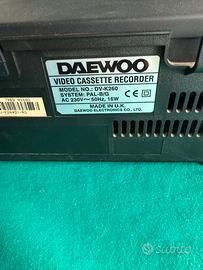 DAEWOO
VIDEO CASSETTE RECORDER
MODEL NO.: DV-K260
SYSTEM: PAL-B/G
AC 230V~ 50Hz, 16W
CE
MADE IN U.K.
DAEWOO ELECTRONICS CO., LTD.
subito